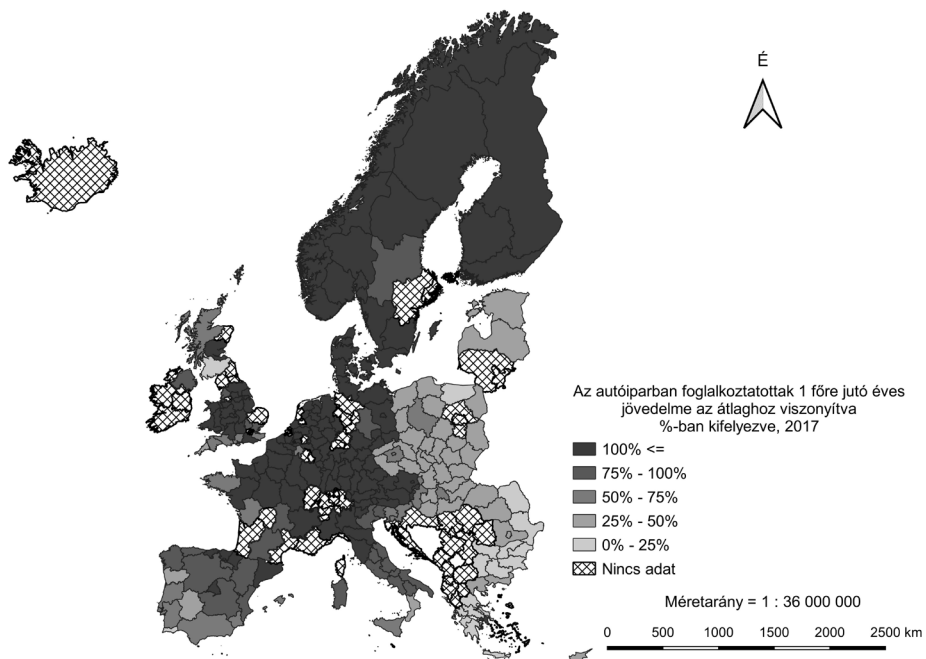 É
Az autóiparban foglalkoztatottak 1 főre jutó éves
jövedelme az átlaghoz viszonyítva
%-ban kifelyezve, 2017
100% <=
75% - 100%
50% - 75%
25% - 50%
0% - 25%
Nincs adat
Méretarány = 1 : 36 000 000
0 500 1000 1500 2000 2500 km